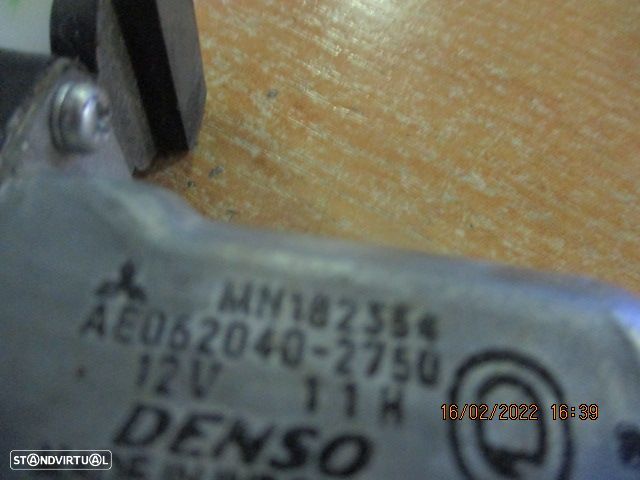 MN182354
AE062040-2750
12V 11H
DENSO
16/02/2022 16:39
STANDVIRTUAL